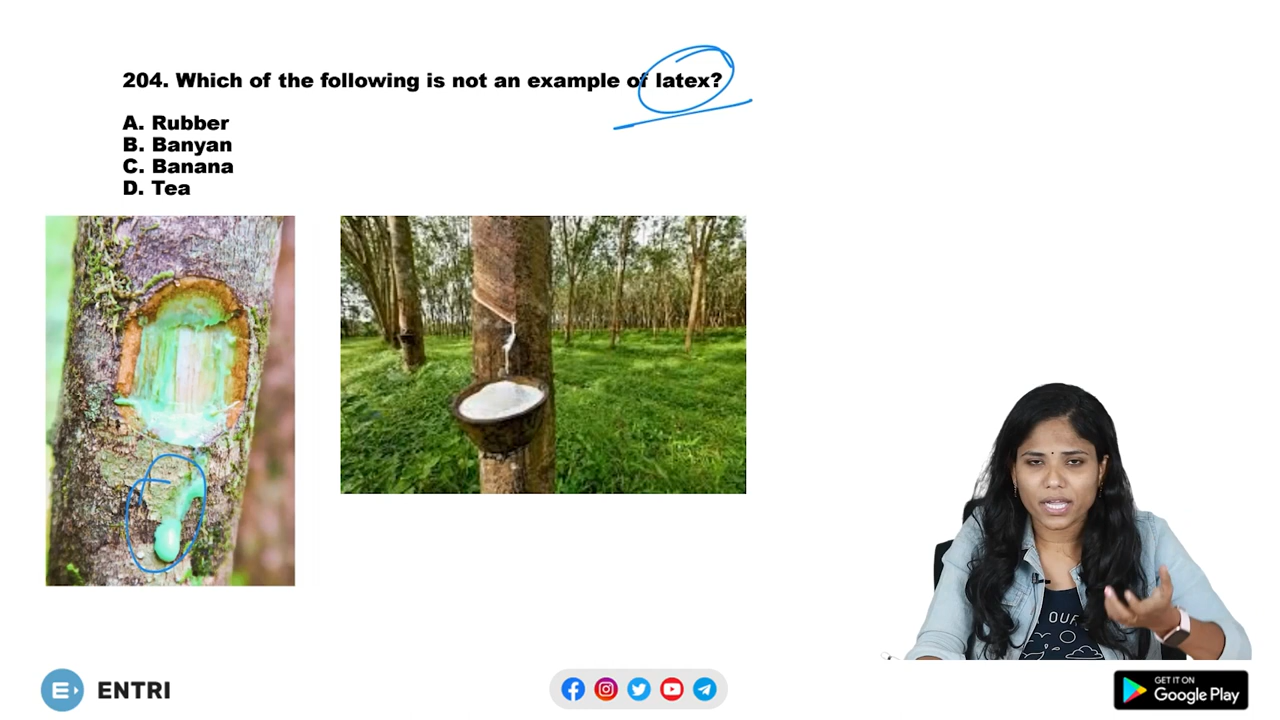 204. Which of the following is not an example of latex?
A. Rubber
B. Banyan
C. Banana
D. Tea
OUR
E ENTRI
GET IT ON
Google Play